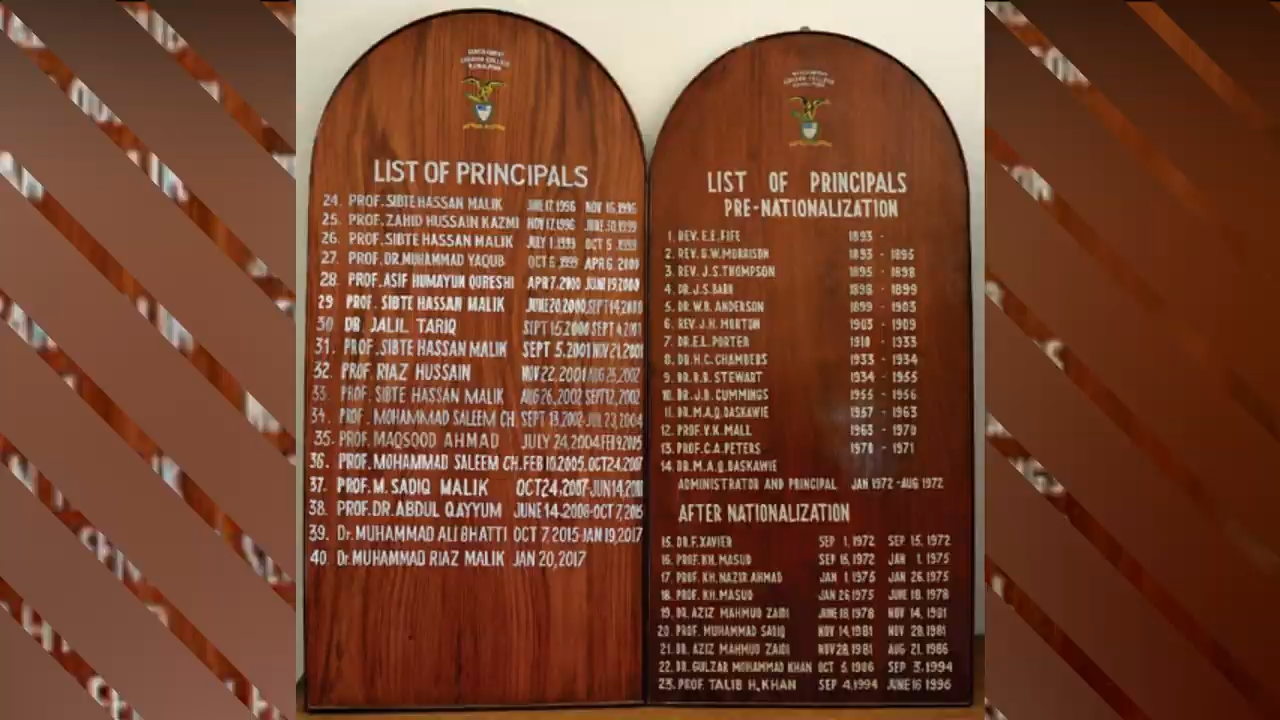 GOVERNMENT
GORDON COLLEGE
RAWALPINDI
LIST OF PRINCIPALS
24. PROF. SIBTE HASSAN MALIK JUNE 17, 1996 NOV 16, 1996
25. PROF. ZAHID HUSSAIN KAZMI NOV 17, 1996 JUNE 30, 1999
26. PROF. SIBTE HASSAN MALIK JULY 1, 1999 OCT 5, 1999
27. PROF. DR. MUHAMMAD YAQUB OCT 6, 1999 APR 6, 2000
28. PROF. ASIF HUMAYUN QURESHI APR 7, 2000 JUN 19 2000
29 PROF. SIBTE HASSAN MALIK JUNE 20, 2000, SEPT 14, 2000
30 DR. JALIL TARIQ SEPT 15, 2000 SEPT 4, 2001
31. PROF. SIBTE HASSAN MALIK SEPT 5, 2001 NOV 21, 2001
32. PROF. RIAZ HUSSAIN NOV 22, 2001 AUG 25, 2002
33. PROF. SIBTE HASSAN MALIK AUG 26, 2002 SEPT 12, 2002
34. PROF. MOHAMMAD SALEEM CH. SEPT 13, 2002 JUL 23, 2004
35. PROF. MAQSOOD AHMAD JULY 24, 2004 FEB 9, 2005
36. PROF. MOHAMMAD SALEEM CH. FEB 10, 2005, OCT 24, 2007
37. PROF. M. SADIQ MALIK OCT 24, 2007-JUN 14,
38. PROF. DR. ABDUL QAYYUM JUNE 14-2008-OCT 7, 2015
39. Dr. MUHAMMAD ALI BHATTI OCT 7, 2015-JAN 19, 2017
40. Dr. MUHAMMAD RIAZ MALIK JAN 20, 2017
GOVERNMENT
GORDON COLLEGE
RAWALPINDI
LIST OF PRINCIPALS
PRE-NATIONALIZATION
1. REV. E.E. FIFE 1893 -
2. REV. G.W. MORRISON 1893 - 1895
3. REV. J.S. THOMPSON 1895 - 1898
4. DR. J.S. BARR 1898 - 1899
5. DR. W.B. ANDERSON 1899 - 1903
6. REV. J.H. MORTON 1903 - 1909
7. DR. E.L. PORTER 1910 - 1933
8. DR. H.C. CHAMBERS 1933 - 1934
9. DR. R.R. STEWART 1934 - 1955
10. DR. J.B. CUMMINGS 1955 - 1956
11. DR. M.A.Q. DASKAWIE 1957 - 1963
12. PROF. V.K. MALL 1963 - 1970
13. PROF. C.A. PETERS 1970 - 1971
14. DR. M.A.Q. DASKAWIE
ADMINISTRATOR AND PRINCIPAL JAN 1972 - AUG 1972
AFTER NATIONALIZATION
15. DR. F. XAVIER SEP 1, 1972 SEP 15, 1972
16. PROF. KH. MASUD SEP 16, 1972 JAN 1, 1975
17. PROF. KH. NAZIR AHMAD JAN 1, 1975 JAN 26, 1975
18. PROF. KH. MASUD JAN 26, 1975 JUNE 18, 1978
19. DR. AZIZ MAHMUD ZAIDI JUNE 18, 1978 NOV 14, 1981
20. PROF. MUHAMMAD SADIQ NOV 14, 1981 NOV 28, 1981
21. DR. AZIZ MAHMUD ZAIDI NOV 28, 1981 AUG 21, 1986
22. DR. GULZAR MOHAMMAD KHAN OCT 5, 1986 SEP 3, 1994
23. PROF. TALIB H. KHAN SEP 4, 1994 JUNE 16 1996